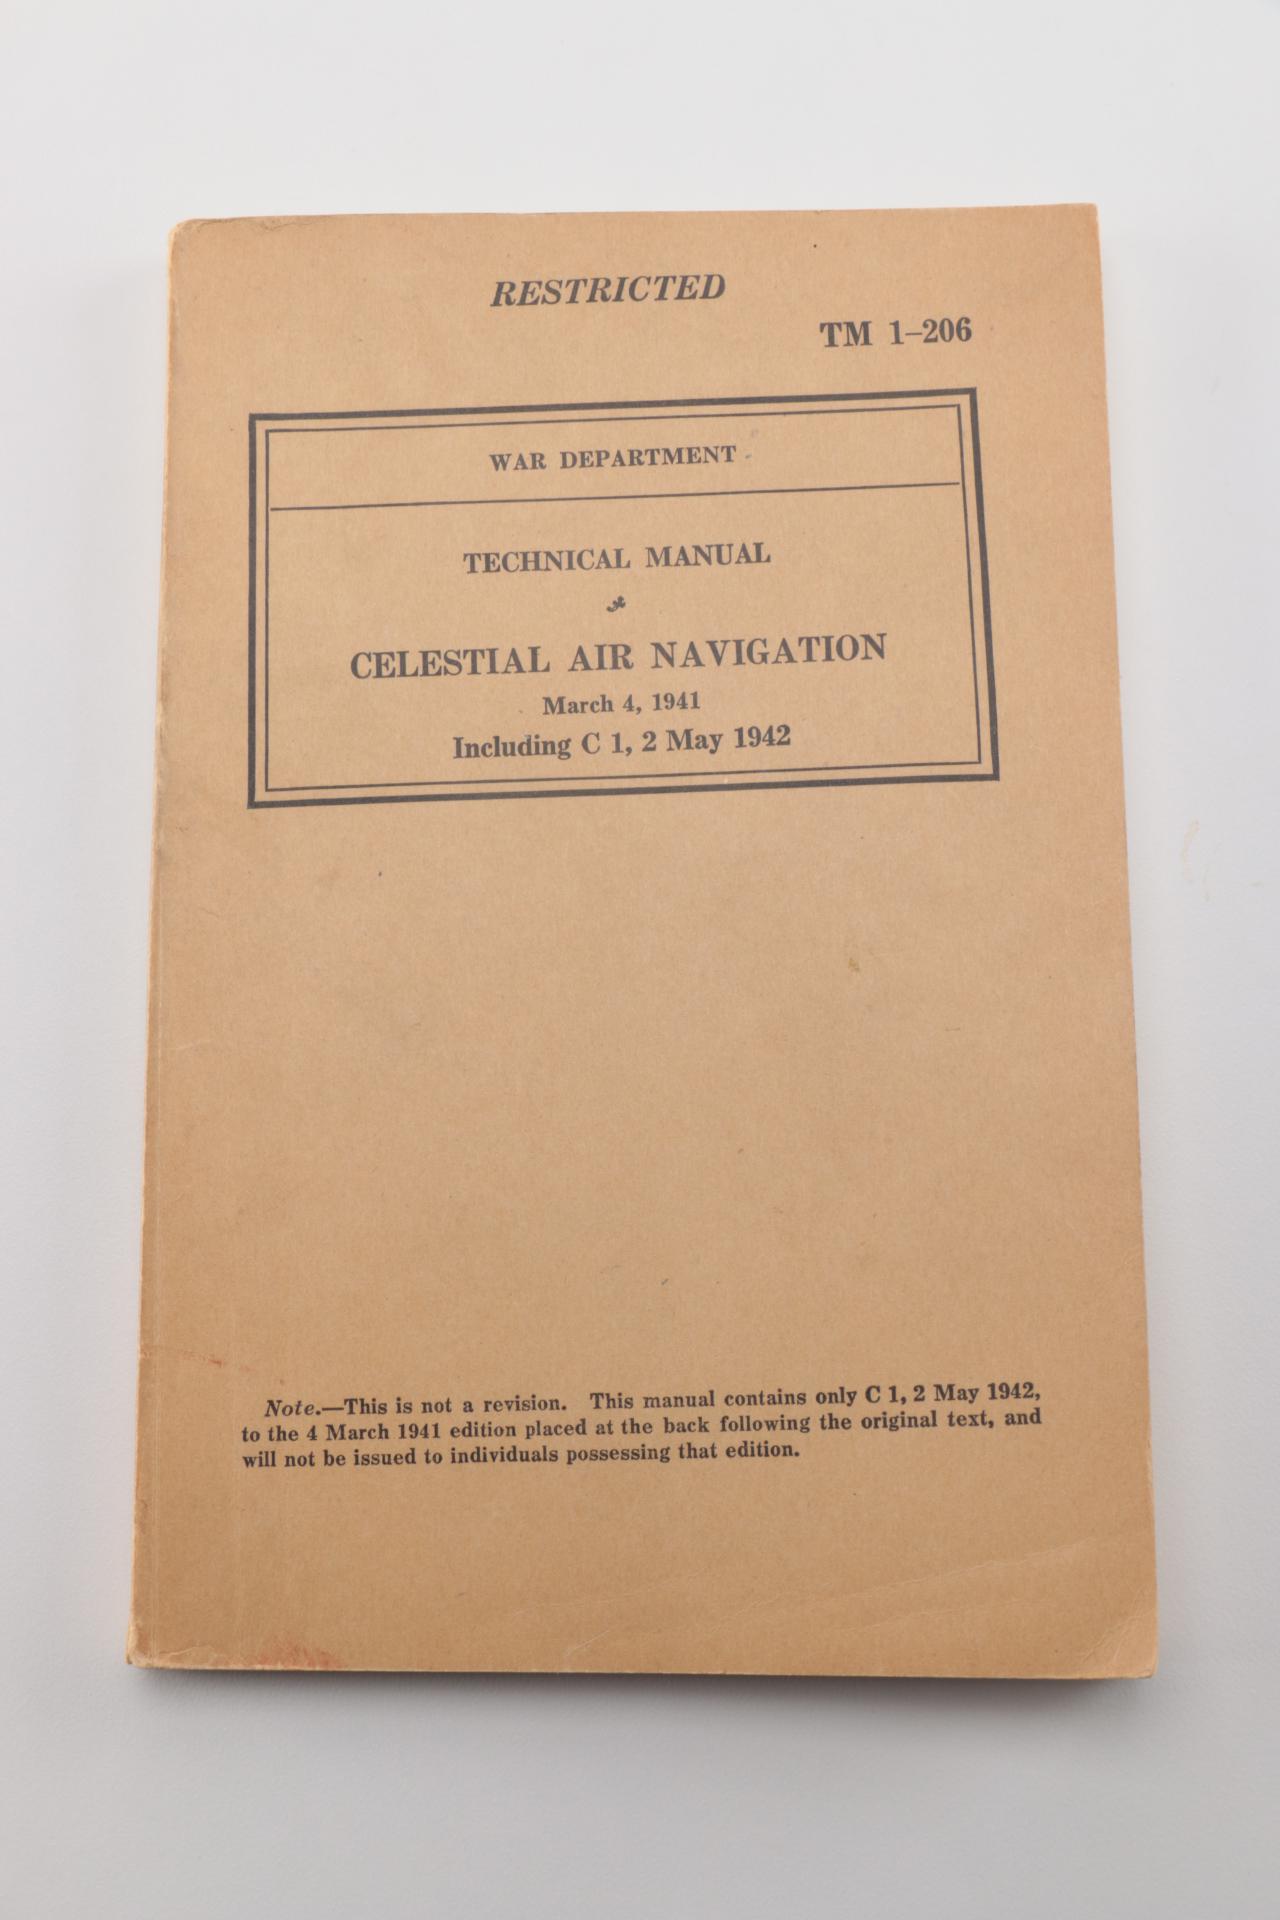 RESTRICTED
TM 1–206
WAR DEPARTMENT
TECHNICAL MANUAL
CELESTIAL AIR NAVIGATION
March 4, 1941
Including C 1, 2 May 1942
Note.—This is not a revision. This manual contains only C 1, 2 May 1942,
to the 4 March 1941 edition placed at the back following the original text, and
will not be issued to individuals possessing that edition.